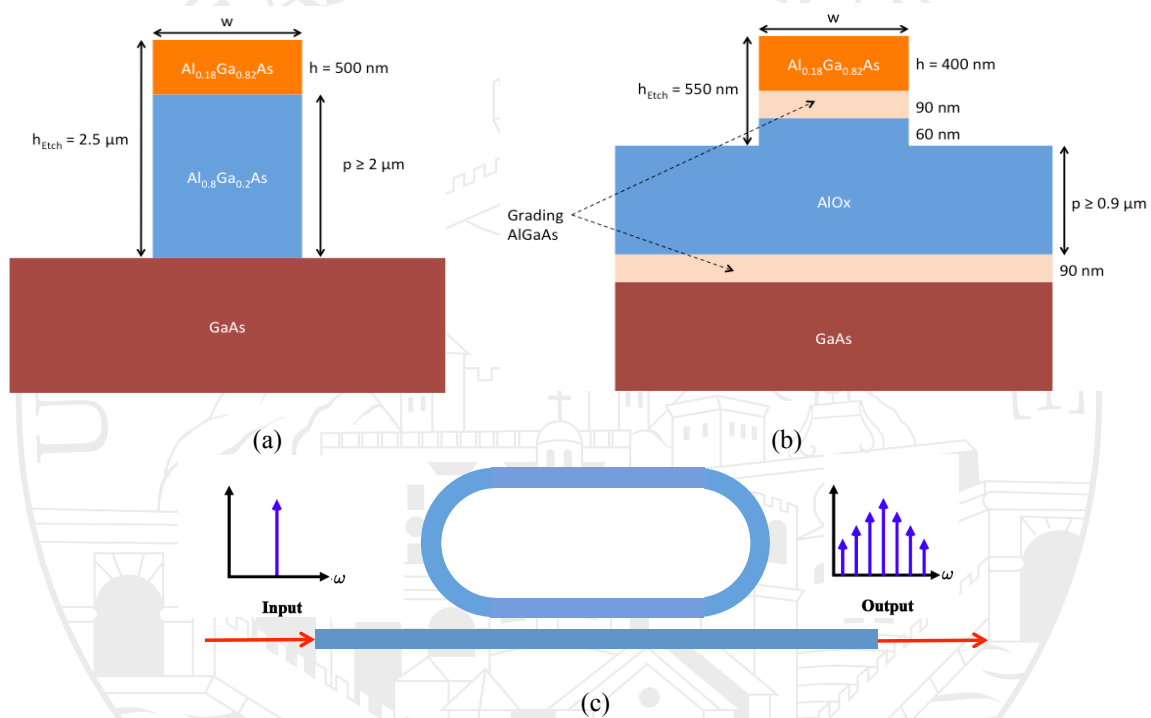 w
Al0.18Ga0.82As
h = 500 nm
hEtch = 2.5 µm
p ≥ 2 µm
Al0.8Ga0.2As
GaAs
(a)
w
Al0.18Ga0.82As
h = 400 nm
hEtch = 550 nm
90 nm
60 nm
AlOx
p ≥ 0.9 µm
Grading
AlGaAs
90 nm
GaAs
(b)
ω
Input
ω
Output
(c)